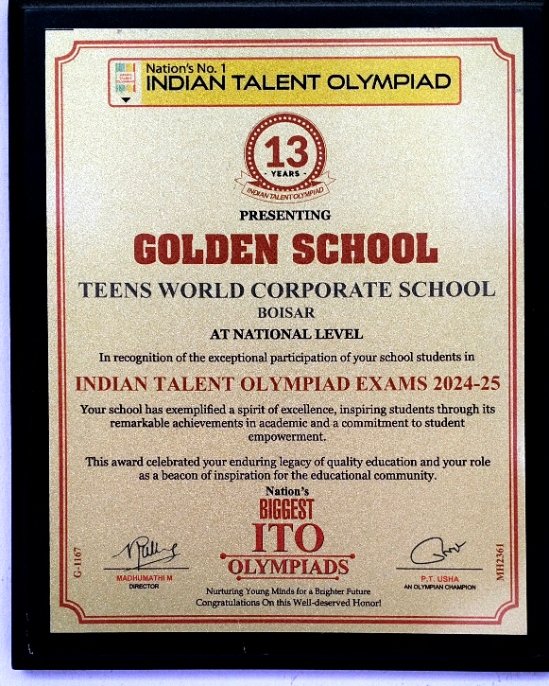 Nation's No. 1
INDIAN TALENT OLYMPIAD
13
- YEARS -
INDIAN TALENT OLYMPIAD
PRESENTING
GOLDEN SCHOOL
TEENS WORLD CORPORATE SCHOOL
BOISAR
AT NATIONAL LEVEL
In recognition of the exceptional participation of your school students in
INDIAN TALENT OLYMPIAD EXAMS 2024-25
Your school has exemplified a spirit of excellence, inspiring students through its
remarkable achievements in academic and a commitment to student
empowerment.
This award celebrated your enduring legacy of quality education and your role
as a beacon of inspiration for the educational community.
Nation's
BIGGEST
ITO
OLYMPIADS
G-1167
MADHUMATHI M
DIRECTOR
P.T. USHA
AN OLYMPIAN CHAMPION
MH2361
Nurturing Young Minds for a Brighter Future
Congratulations On this Well-deserved Honor!